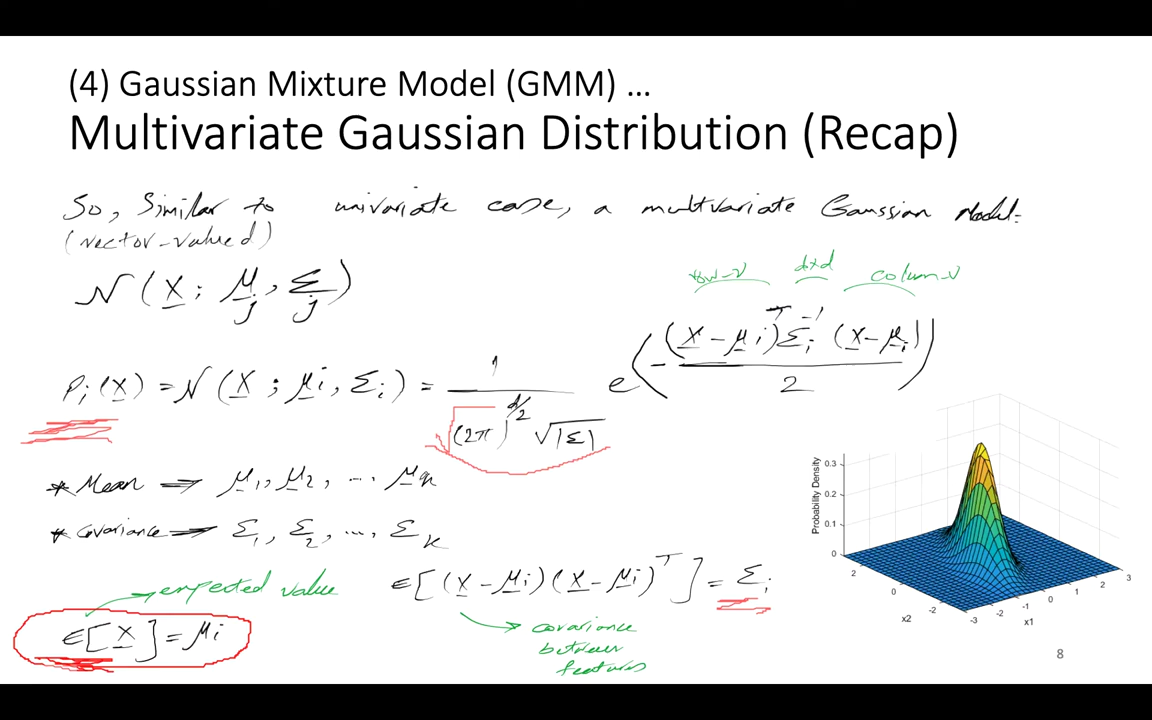 (4) Gaussian Mixture Model (GMM) ...
Multivariate Gaussian Distribution (Recap)
So, Similar to univariate case, a multvariate Gaussian Model:
(vector-valued)
N(x; μj, Σj)
row-v dxd column-v
Pi(x) = N(x; μi, Σi) = 1 / ((2π)^(d/2) √|Σ|) e^(-(x-μi)^T Σi^-1 (x-μi) / 2)
* Mean ⇒ μ1, μ2, ... μk
* Covariance ⇒ Σ1, Σ2, ..., Σk
→ expected value
E[(x-μi)(x-μi)^T] = Σi
E[x] = μi
→ covariance
between
features
Probability Density
0.3
0.2
0.1
0
2
0
-2
x2
-3 -2 -1 0 1 2 3
x1
8